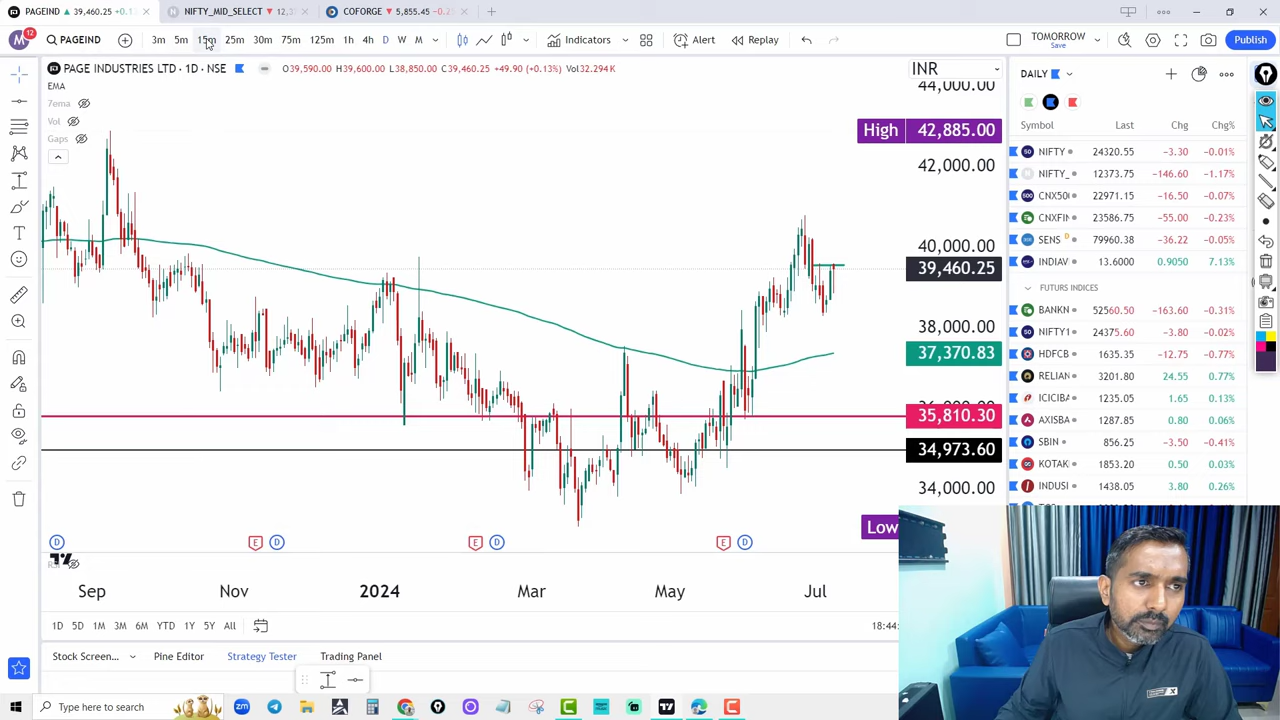 PAGEIND ▲ 39,460.25 +0.1
NIFTY_MID_SELECT ▼ 12,37
COFORGE ▼ 5,855.45 −0.2
M 12
PAGEIND
3m 5m 15m 25m 30m 75m 125m 1h 4h D W M
Indicators
Alert
Replay
TOMORROW
Save
Publish
PAGE INDUSTRIES LTD · 1D · NSE
O39,590.00 H39,600.00 L38,850.00 C39,460.25 +49.90 (+0.13%) Vol32.294 K
EMA
7ema
Vol
Gaps
INR
44,000.00
High 42,885.00
42,000.00
40,000.00
39,460.25
38,000.00
37,370.83
35,810.30
34,973.60
34,000.00
Low
D E D E D E D
Sep Nov 2024 Mar May Jul
1D 5D 1M 3M 6M YTD 1Y 5Y All
18:44:
Stock Screen...
Pine Editor
Strategy Tester
Trading Panel
DAILY
Symbol Last Chg Chg%
NIFTY 24320.55 −3.30 −0.01%
NIFTY_ 12373.75 −146.60 −1.17%
CNX50 22971.15 −16.50 −0.07%
CNXFIN 23586.75 −55.00 −0.23%
SENS D 79960.38 −36.22 −0.05%
INDIAV 13.6000 0.9050 7.13%
FUTURS INDICES
BANKN 52560.50 −163.60 −0.31%
NIFTY1 24375.60 −3.80 −0.02%
HDFCB 1635.35 −12.75 −0.77%
RELIAN 3201.80 24.55 0.77%
ICICIBA 1235.05 1.65 0.13%
AXISBA 1287.85 0.80 0.06%
SBIN 856.25 −3.50 −0.41%
KOTAK 1853.20 0.50 0.03%
INDUSI 1438.05 3.80 0.26%
Type here to search